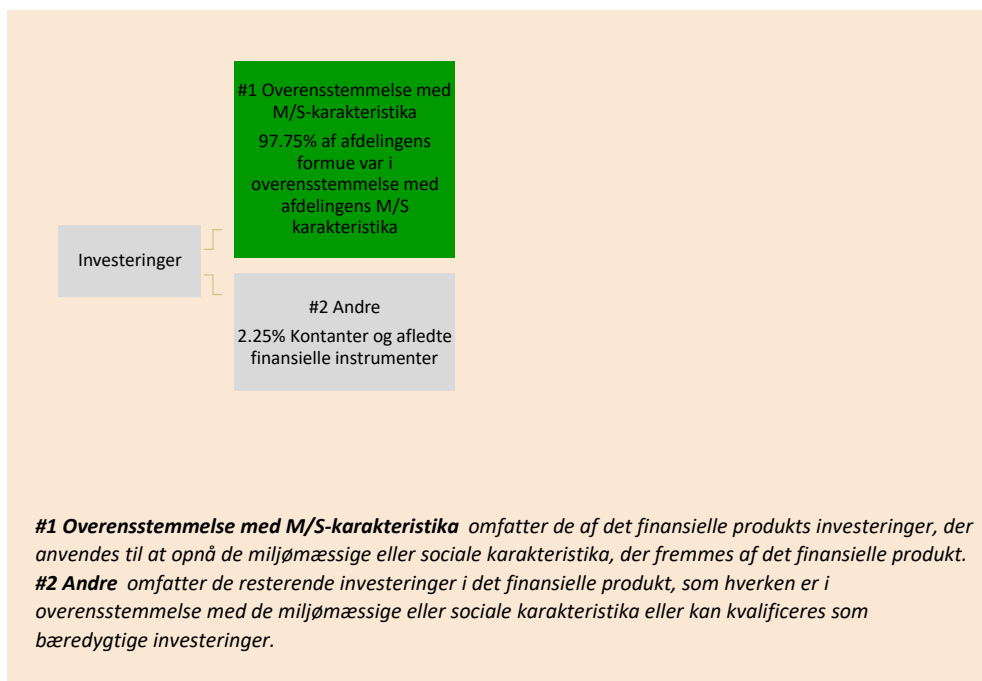 #1 Overensstemmelse med
M/S-karakteristika
97.75% af afdelingens
formue var i
overensstemmelse med
afdelingens M/S
karakteristika
Investeringer
#2 Andre
2.25% Kontanter og afledte
finansielle instrumenter
#1 Overensstemmelse med M/S-karakteristika omfatter de af det finansielle produkts investeringer, der
anvendes til at opnå de miljømæssige eller sociale karakteristika, der fremmes af det finansielle produkt.
#2 Andre omfatter de resterende investeringer i det finansielle produkt, som hverken er i
overensstemmelse med de miljømæssige eller sociale karakteristika eller kan kvalificeres som
bæredygtige investeringer.